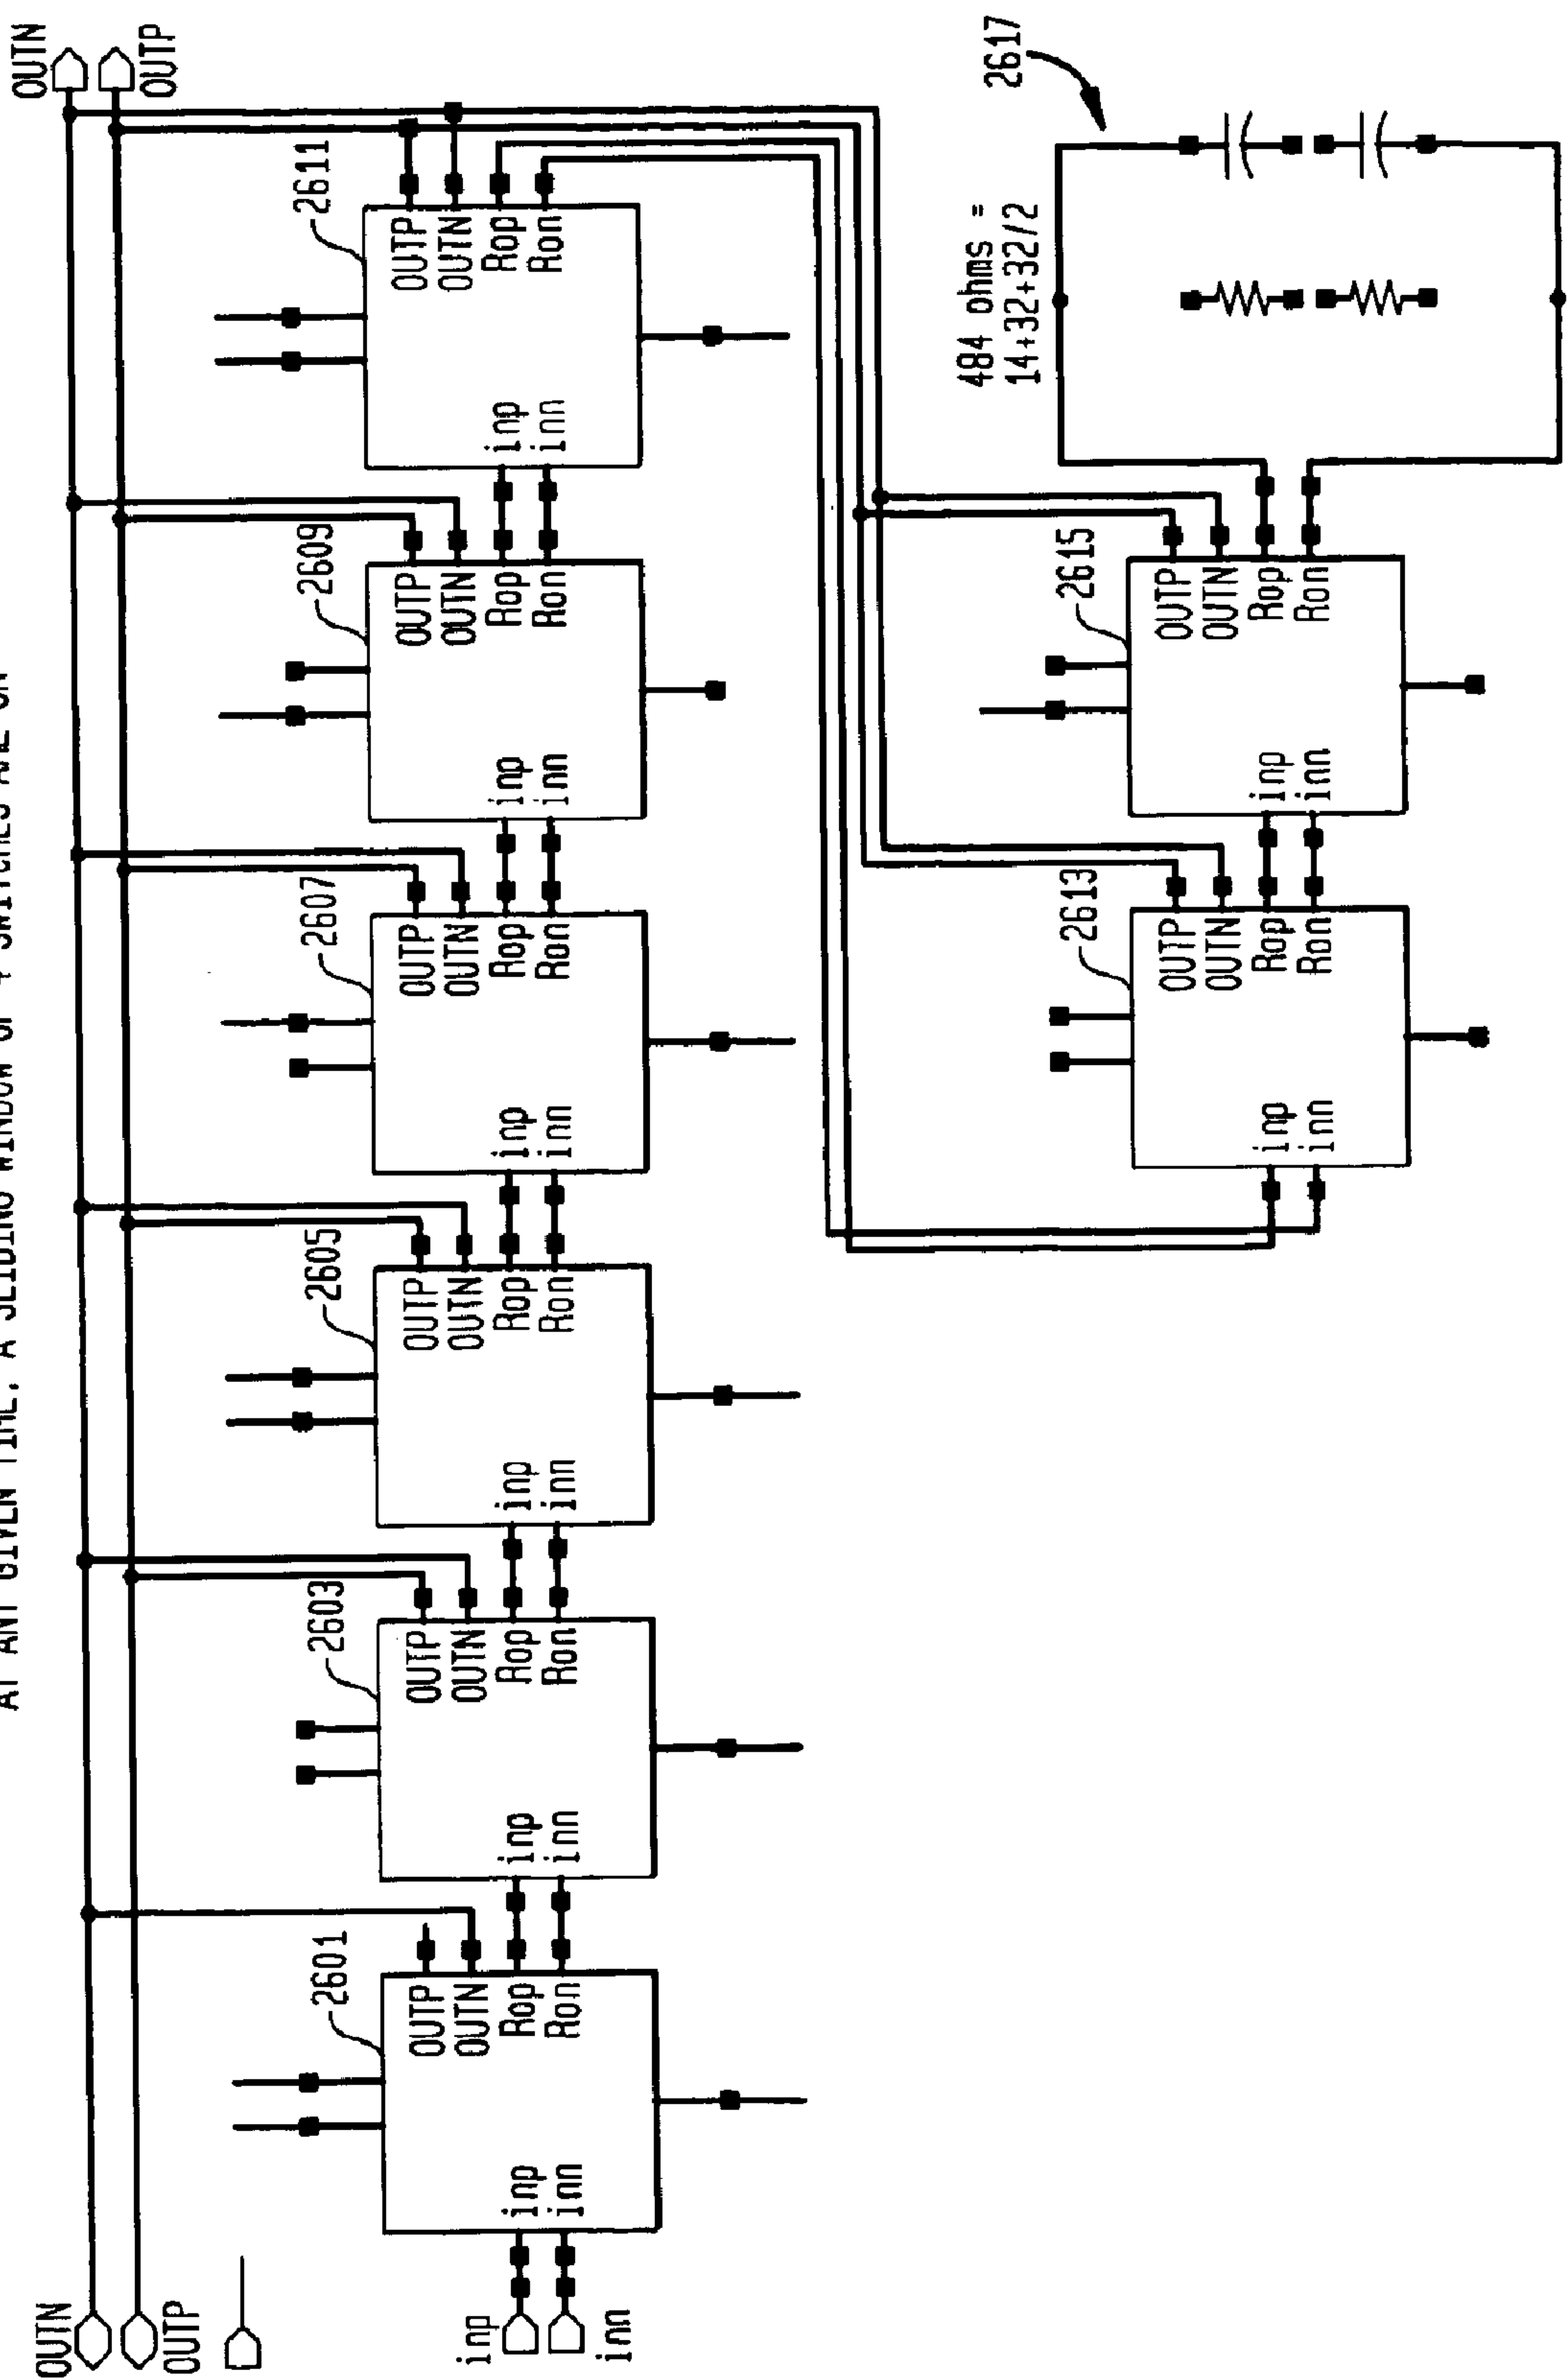 AT ANY GIVEN TIME, A SLIDING WINDOW OF 4 SWITCHES ARE ON
OUTN
OUTP
OUTN
OUTP
inp
inn
2601
OUTP
OUTN
Rop
Ron
inp
inn
2603
OUTP
OUTN
Rop
Ron
inp
inn
2605
OUTP
OUTN
Rop
Ron
inp
inn
2607
OUTP
OUTN
Rop
Ron
inp
inn
2609
OUTP
OUTN
Rop
Ron
inp
inn
2611
OUTP
OUTN
Rop
Ron
inp
inn
2613
OUTP
OUTN
Rop
Ron
inp
inn
2615
OUTP
OUTN
Rop
Ron
inp
inn
484 ohms =
14+32+32/2
2617